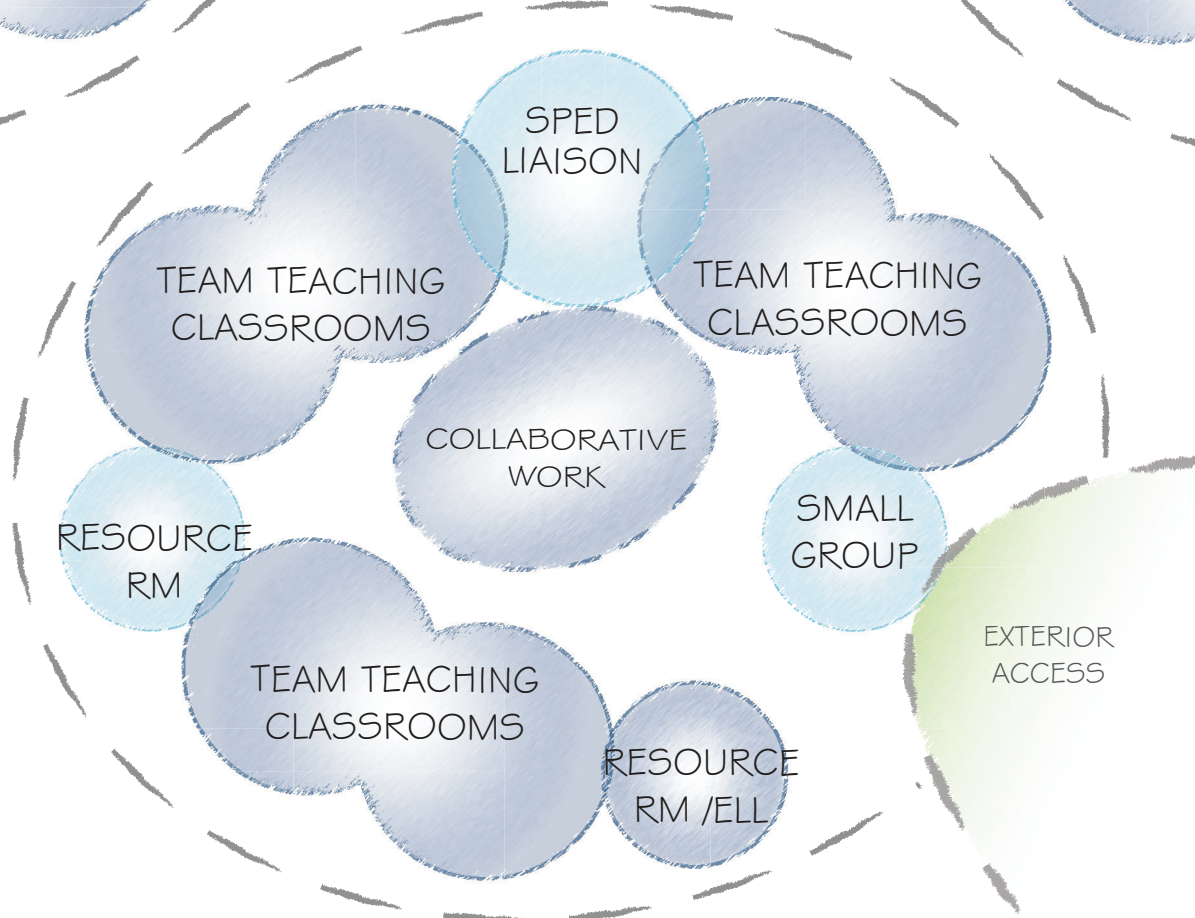 SPED
LIAISON
TEAM TEACHING
CLASSROOMS
TEAM TEACHING
CLASSROOMS
COLLABORATIVE
WORK
RESOURCE
RM
SMALL
GROUP
EXTERIOR
ACCESS
TEAM TEACHING
CLASSROOMS
RESOURCE
RM /ELL